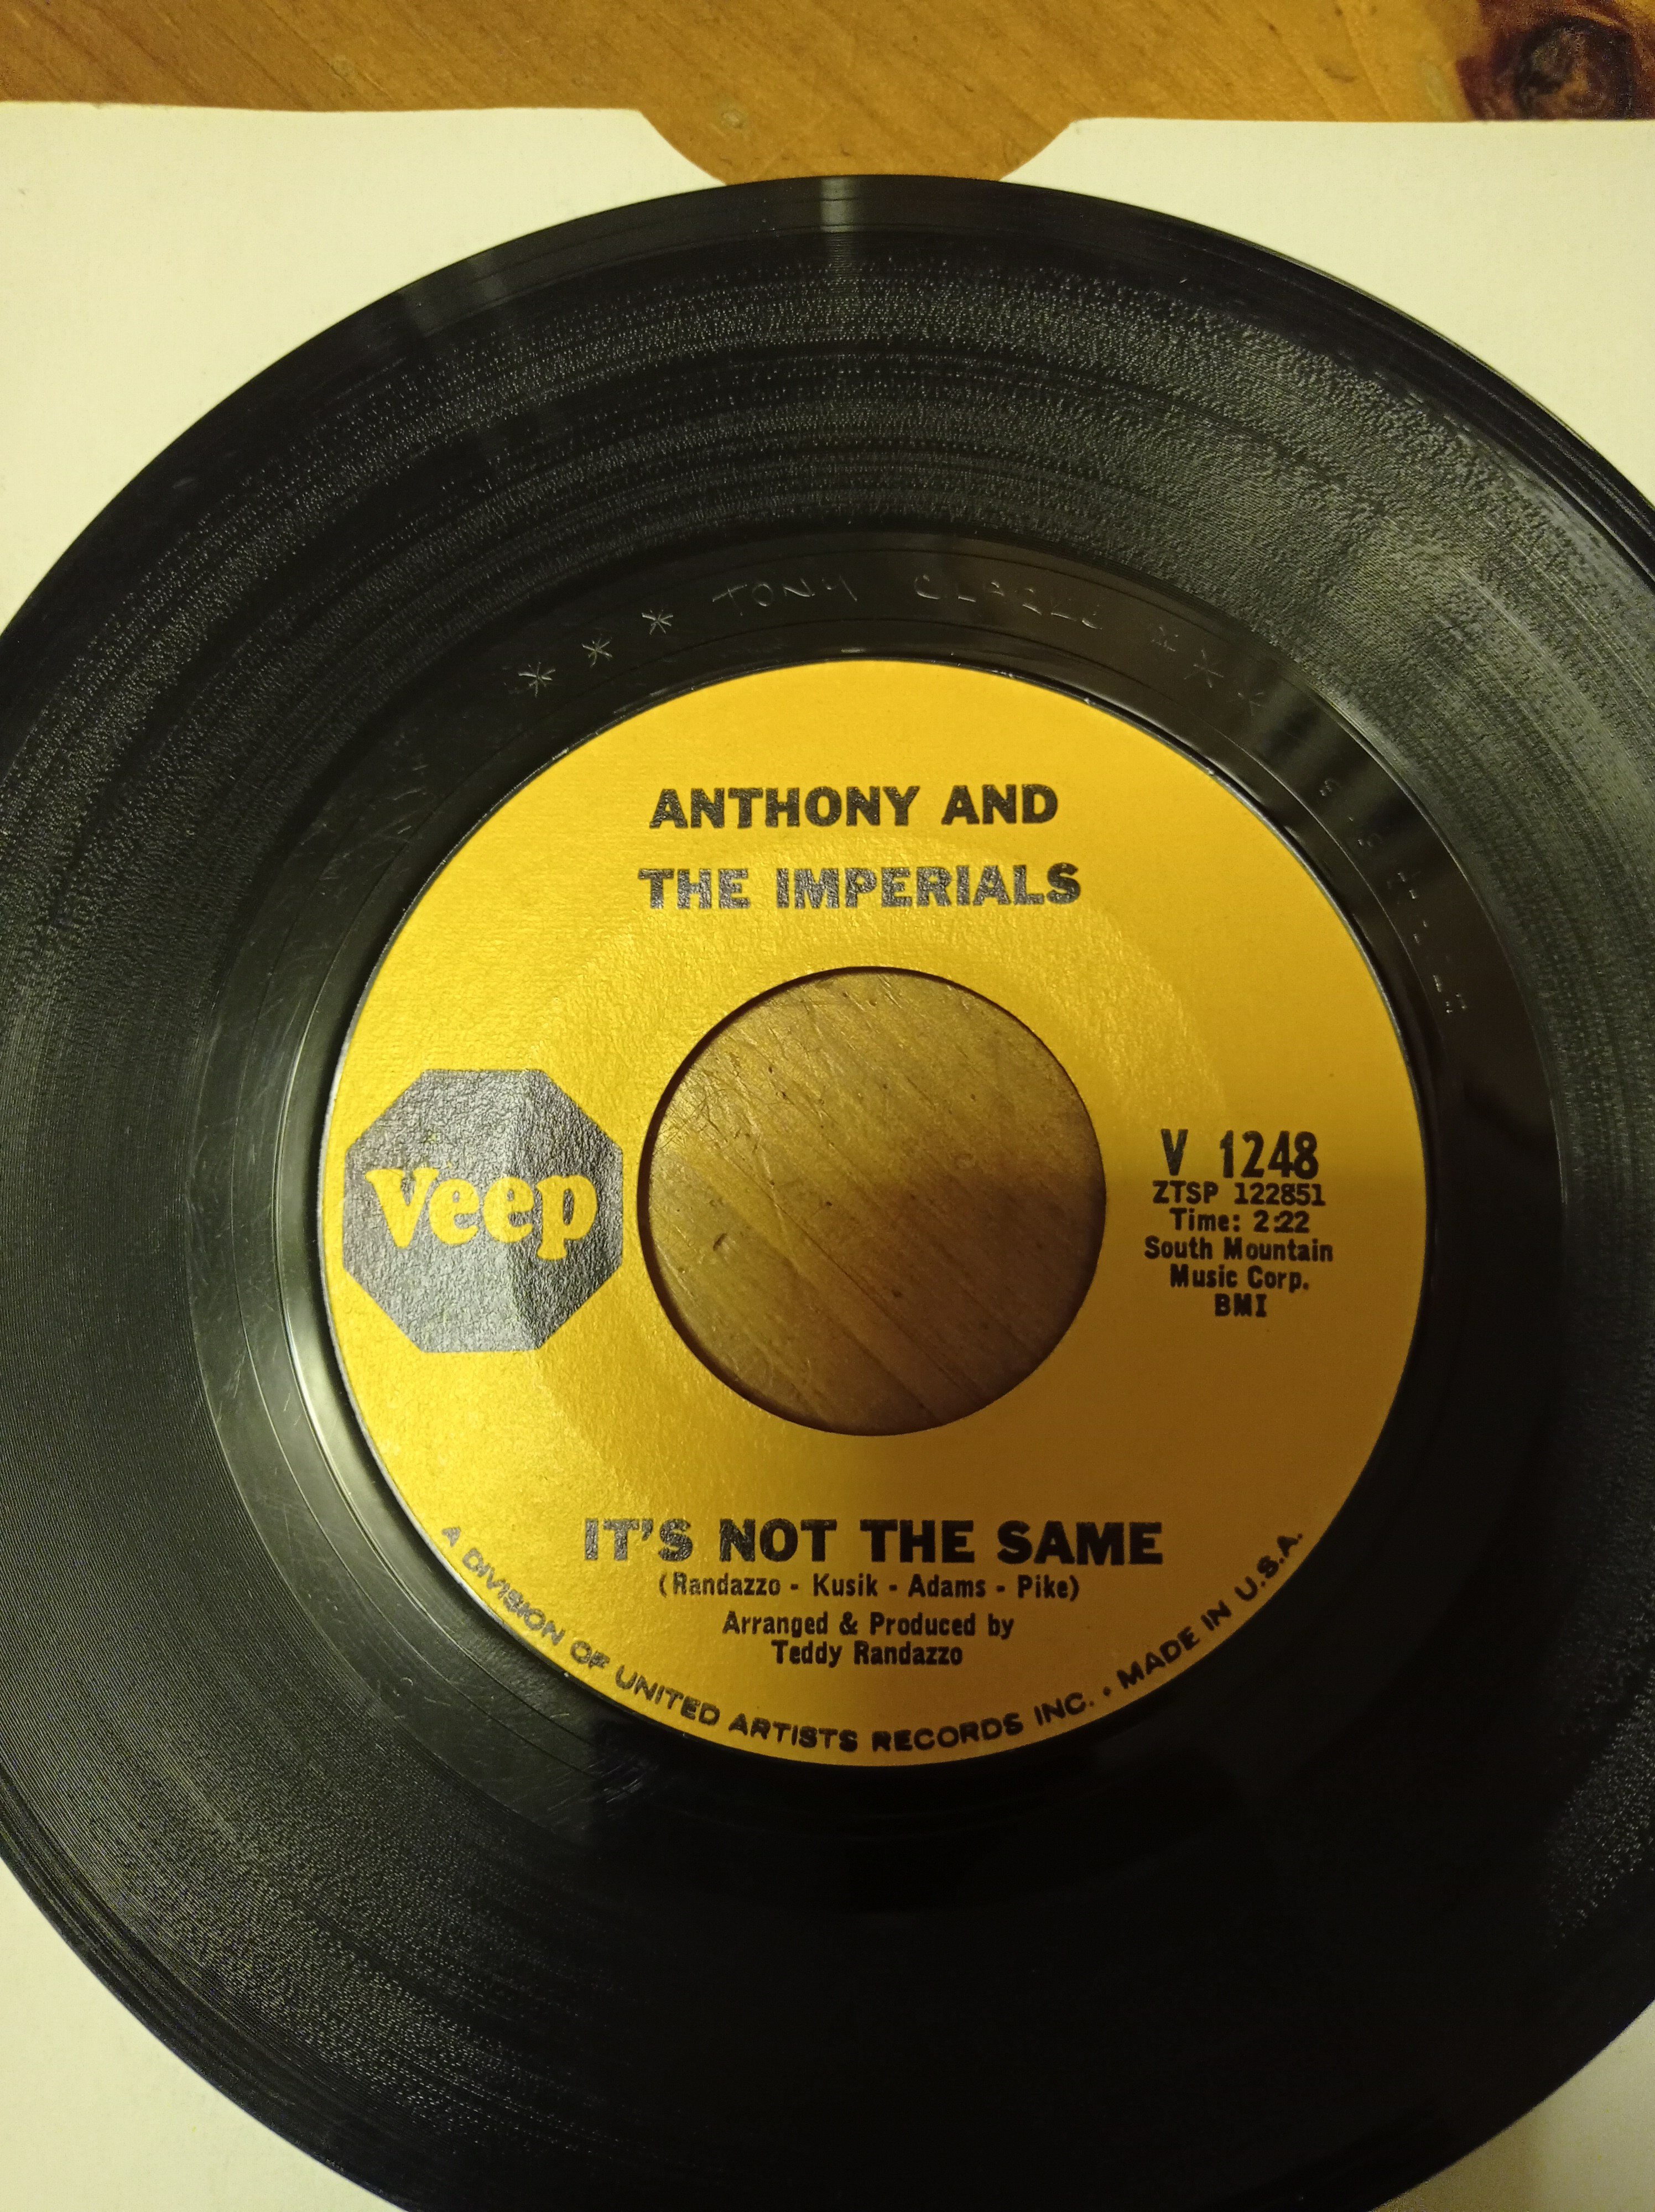 * * * TONY
ANTHONY AND
THE IMPERIALS
Veep
V 1248
ZTSP 122851
Time: 2:22
South Mountain
Music Corp.
BMI
IT'S NOT THE SAME
(Randazzo - Kusik - Adams - Pike)
Arranged & Produced by
Teddy Randazzo
A DIVISION OF UNITED ARTISTS RECORDS INC. • MADE IN U.S.A.